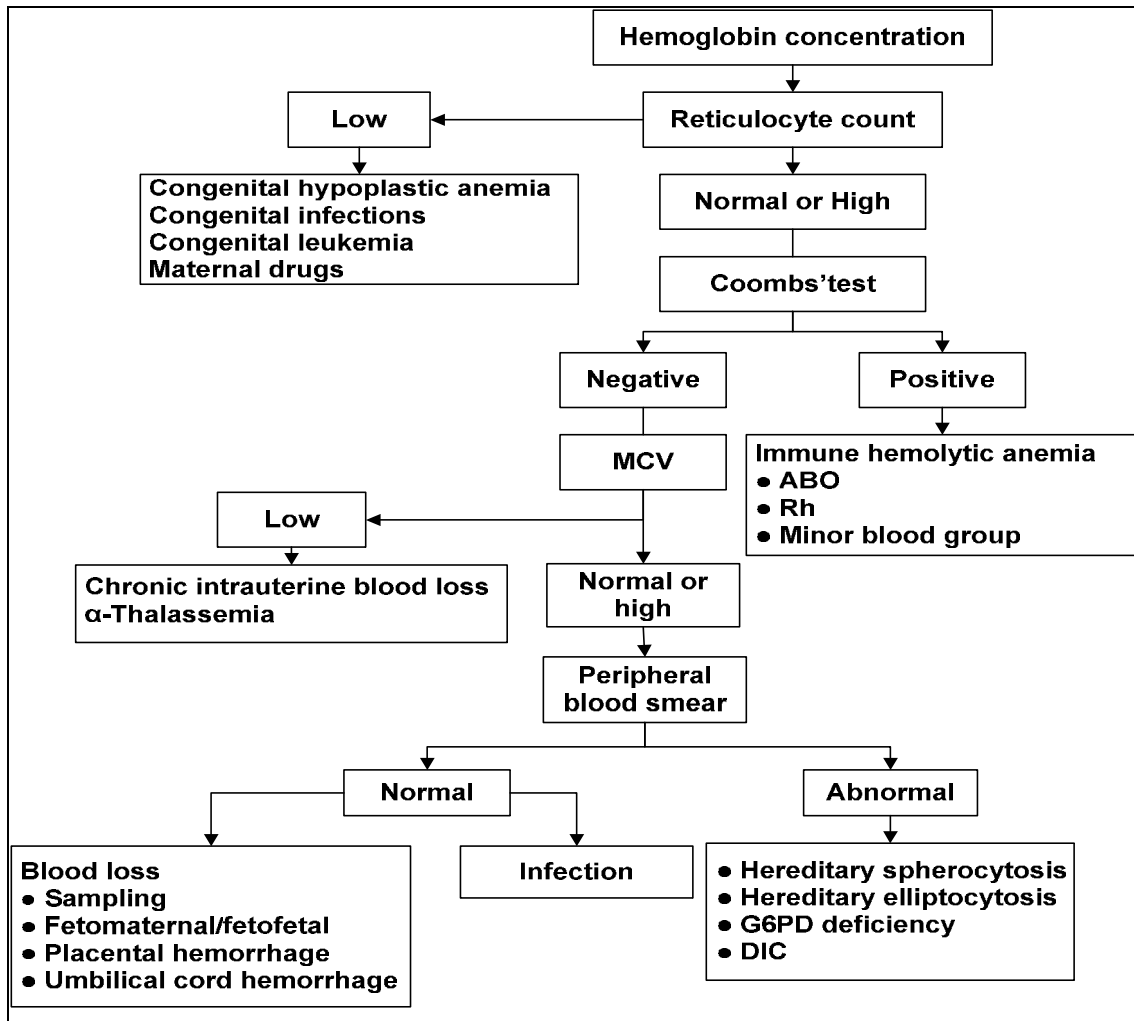 Hemoglobin concentration
Low
Reticulocyte count
Congenital hypoplastic anemia
Congenital infections
Congenital leukemia
Maternal drugs
Normal or High
Coombs’test
Negative
Positive
MCV
Immune hemolytic anemia
● ABO
● Rh
● Minor blood group
Low
Chronic intrauterine blood loss
α-Thalassemia
Normal or
high
Peripheral
blood smear
Normal
Abnormal
Blood loss
● Sampling
● Fetomaternal/fetofetal
● Placental hemorrhage
● Umbilical cord hemorrhage
Infection
● Hereditary spherocytosis
● Hereditary elliptocytosis
● G6PD deficiency
● DIC